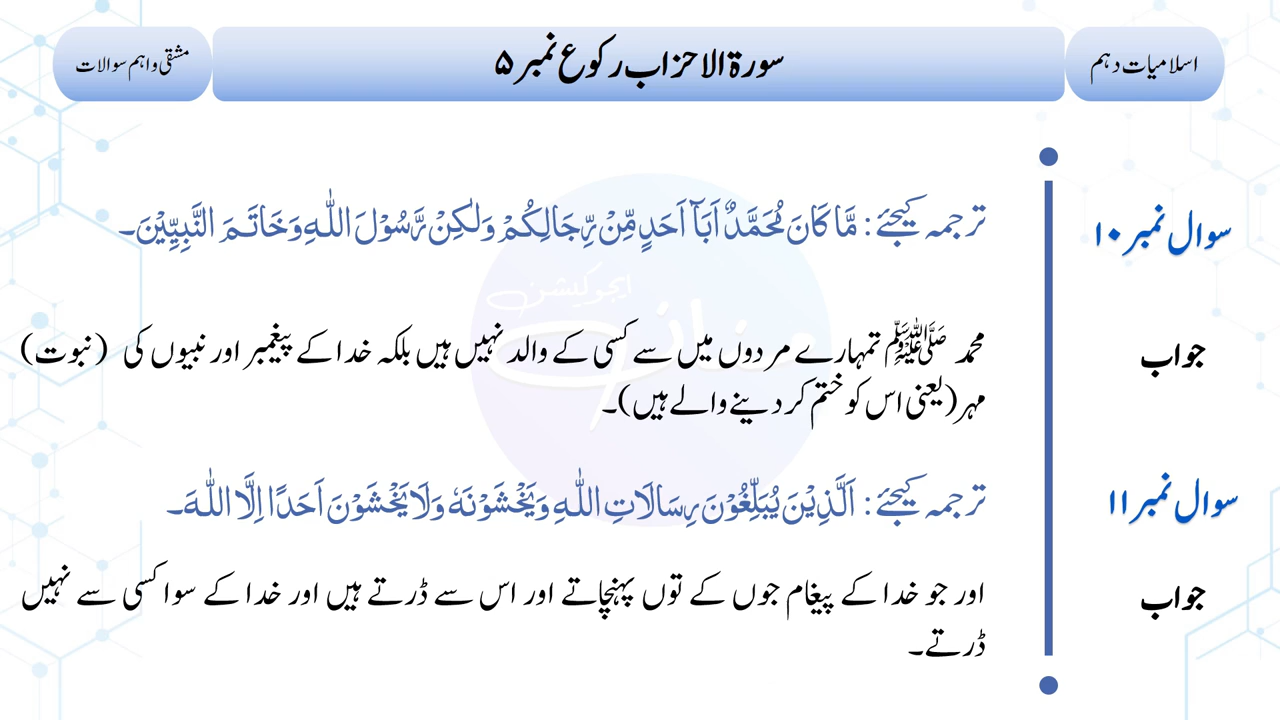 اسلامیات دہم
سورۃ الاحزاب رکوع نمبر ۵
مشقی و اہم سوالات
سوال نمبر ۱۰
ترجمہ کیجئے: مَّا كَانَ مُحَمَّدٌ اَبَآ اَحَدٍ مِّنْ رِّجَالِكُمْ وَلٰكِنْ رَّسُوْلَ اللّٰهِ وَخَاتَمَ النَّبِيِّيْنَ۔
جواب
محمد ﷺ تمہارے مردوں میں سے کسی کے والد نہیں ہیں بلکہ خدا کے پیغمبر اور نبیوں کی (نبوت)
مہر (یعنی اس کو ختم کر دینے والے ہیں)۔
سوال نمبر ۱۱
ترجمہ کیجئے: اَلَّذِيْنَ يُبَلِّغُوْنَ رِسَالَاتِ اللّٰهِ وَيَخْشَوْنَهٗ وَلَا يَخْشَوْنَ اَحَدًا اِلَّا اللّٰهَ۔
جواب
اور جو خدا کے پیغام جوں کے توں پہنچاتے اور اس سے ڈرتے ہیں اور خدا کے سوا کسی سے نہیں
ڈرتے۔
ایجوکیشن